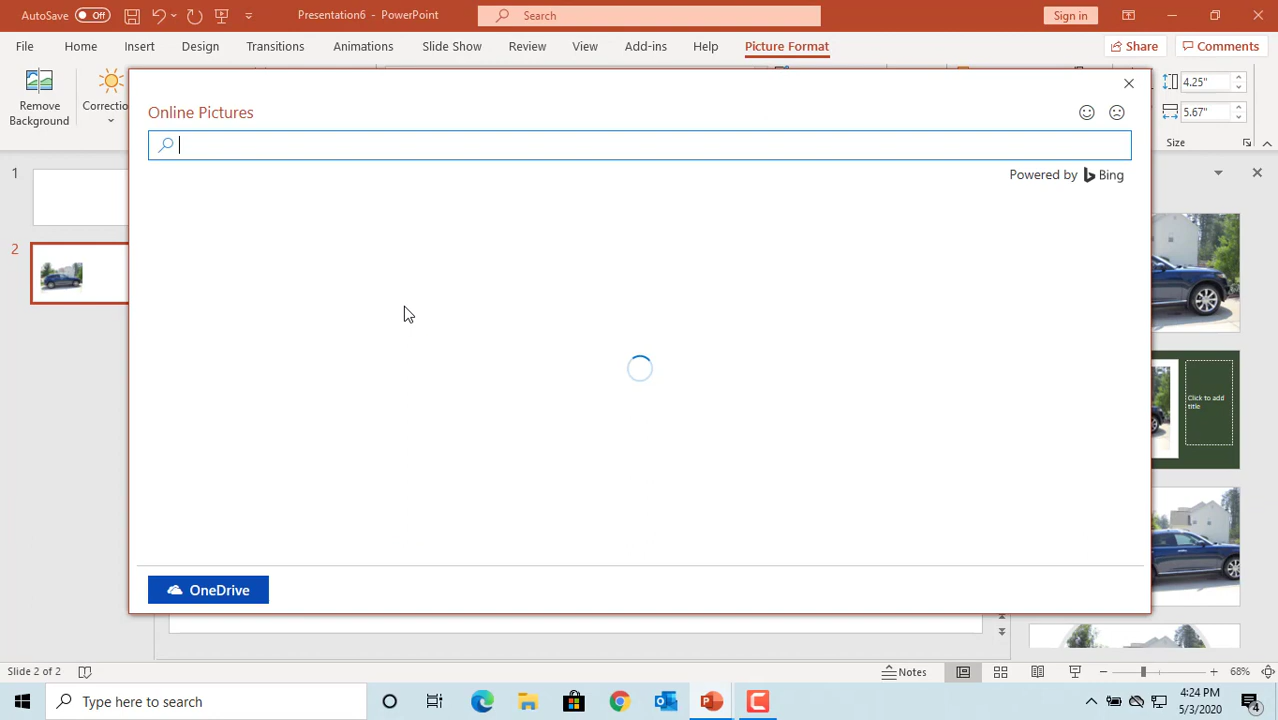 AutoSave Off Presentation6 - PowerPoint Search Sign in
File Home Insert Design Transitions Animations Slide Show Review View Add-ins Help Picture Format Share Comments
Remove
Background
Correction
4.25"
5.67"
Size
Online Pictures
Powered by Bing
1
2
Click to add
title
OneDrive
Slide 2 of 2 Notes 68%
Type here to search
4:24 PM
5/3/2020
4